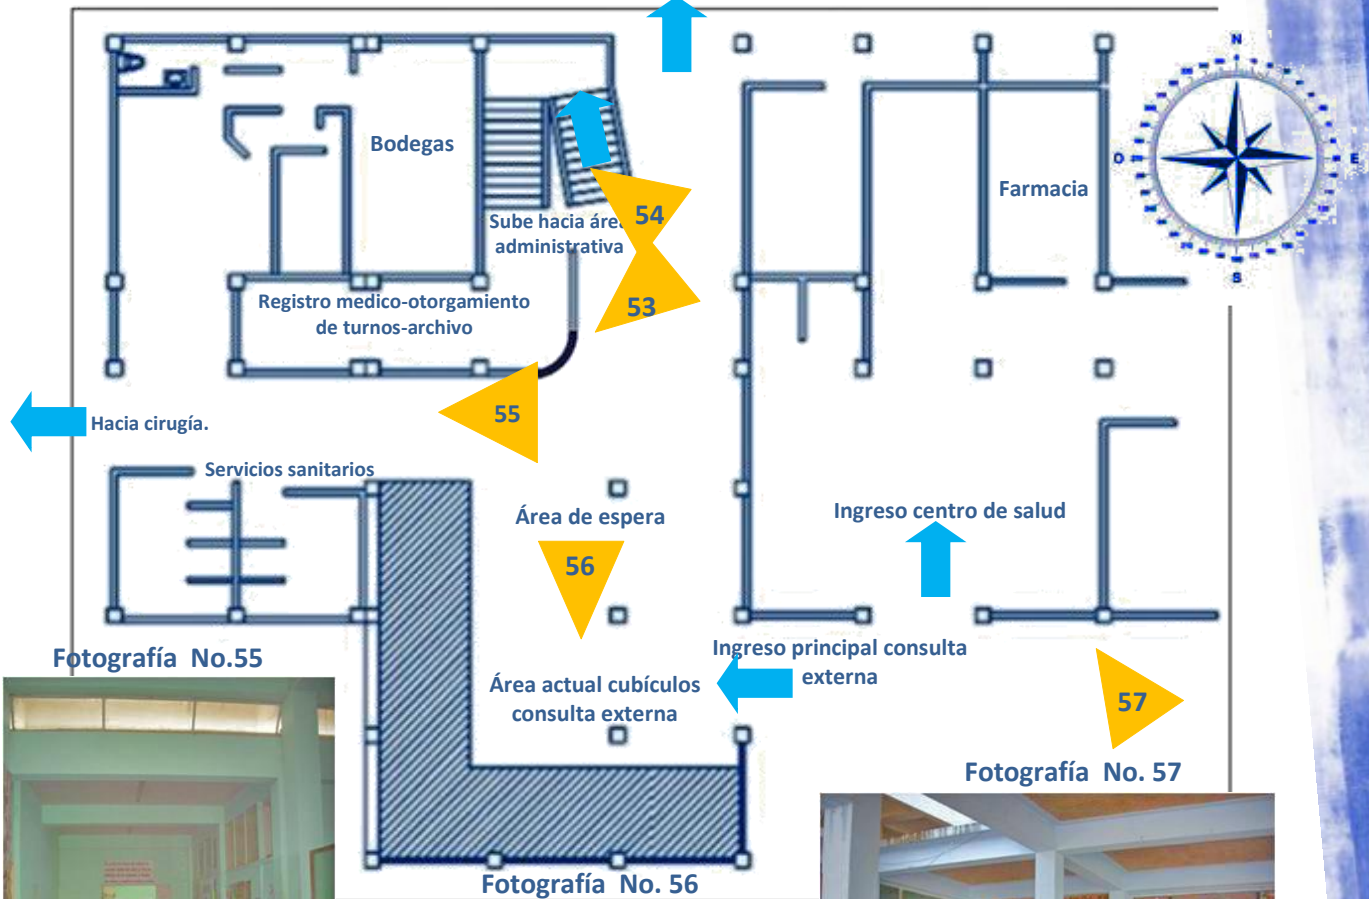 N
O
E
S
Bodegas
Farmacia
Sube hacia área
administrativa
54
53
Registro medico-otorgamiento
de turnos-archivo
55
Hacia cirugía.
Servicios sanitarios
Área de espera
56
Ingreso centro de salud
Ingreso principal consulta
externa
Área actual cubículos
consulta externa
57
Fotografía No.55
Fotografía No. 57
Fotografía No. 56